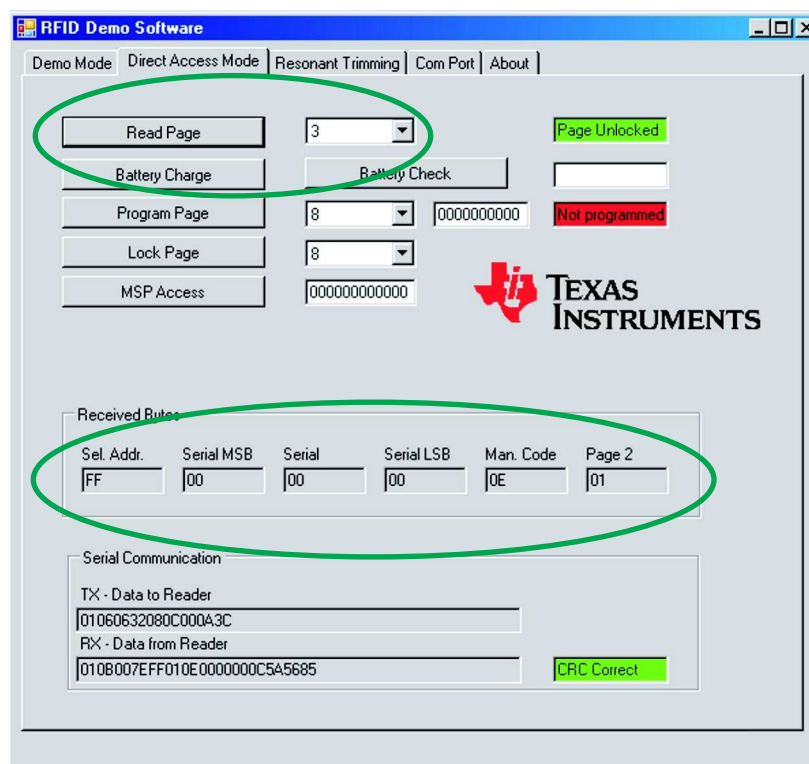 RFID Demo Software
Demo Mode Direct Access Mode Resonant Trimming Com Port About
Read Page 3 Page Unlocked
Battery Charge Battery Check
Program Page 8 0000000000 Not programmed
Lock Page 8
MSP Access 000000000000
TEXAS
INSTRUMENTS
Received Bytes
Sel. Addr. Serial MSB Serial Serial LSB Man. Code Page 2
FF 00 00 00 0E 01
Serial Communication
TX - Data to Reader
01060632080C000A3C
RX - Data from Reader
010B007EFF010E0000000C5A5685 CRC Correct